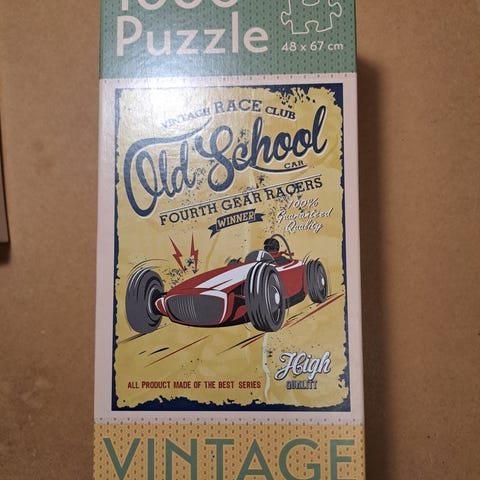 1000
Puzzle
48 x 67 cm
VINTAGE RACE CLUB
Old School
CAR
FOURTH GEAR RACERS
WINNER
100%
Guaranteed
Quality
High
QUALITY
ALL PRODUCT MADE OF THE BEST SERIES
VINTAGE